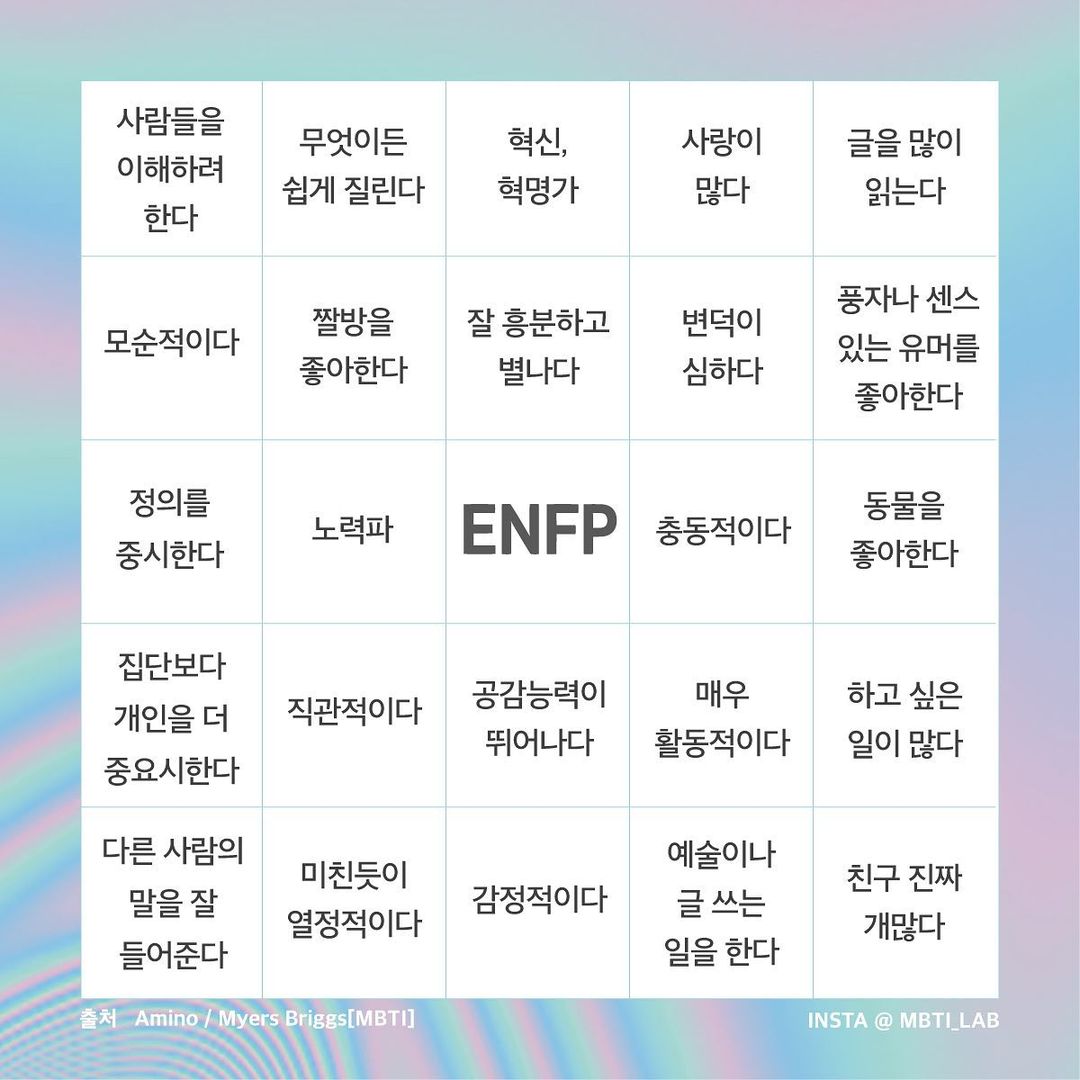 사람들을
이해하려
한다
무엇이든
쉽게 질린다
혁신,
혁명가
사랑이
많다
글을 많이
읽는다
모순적이다
짤방을
좋아한다
잘 흥분하고
별나다
변덕이
심하다
풍자나 센스
있는 유머를
좋아한다
정의를
중시한다
노력파
ENFP
충동적이다
동물을
좋아한다
집단보다
개인을 더
중요시한다
직관적이다
공감능력이
뛰어나다
매우
활동적이다
하고 싶은
일이 많다
다른 사람의
말을 잘
들어준다
미친듯이
열정적이다
감정적이다
예술이나
글 쓰는
일을 한다
친구 진짜
개많다
출처 Amino / Myers Briggs[MBTI]
INSTA @ MBTI_LAB